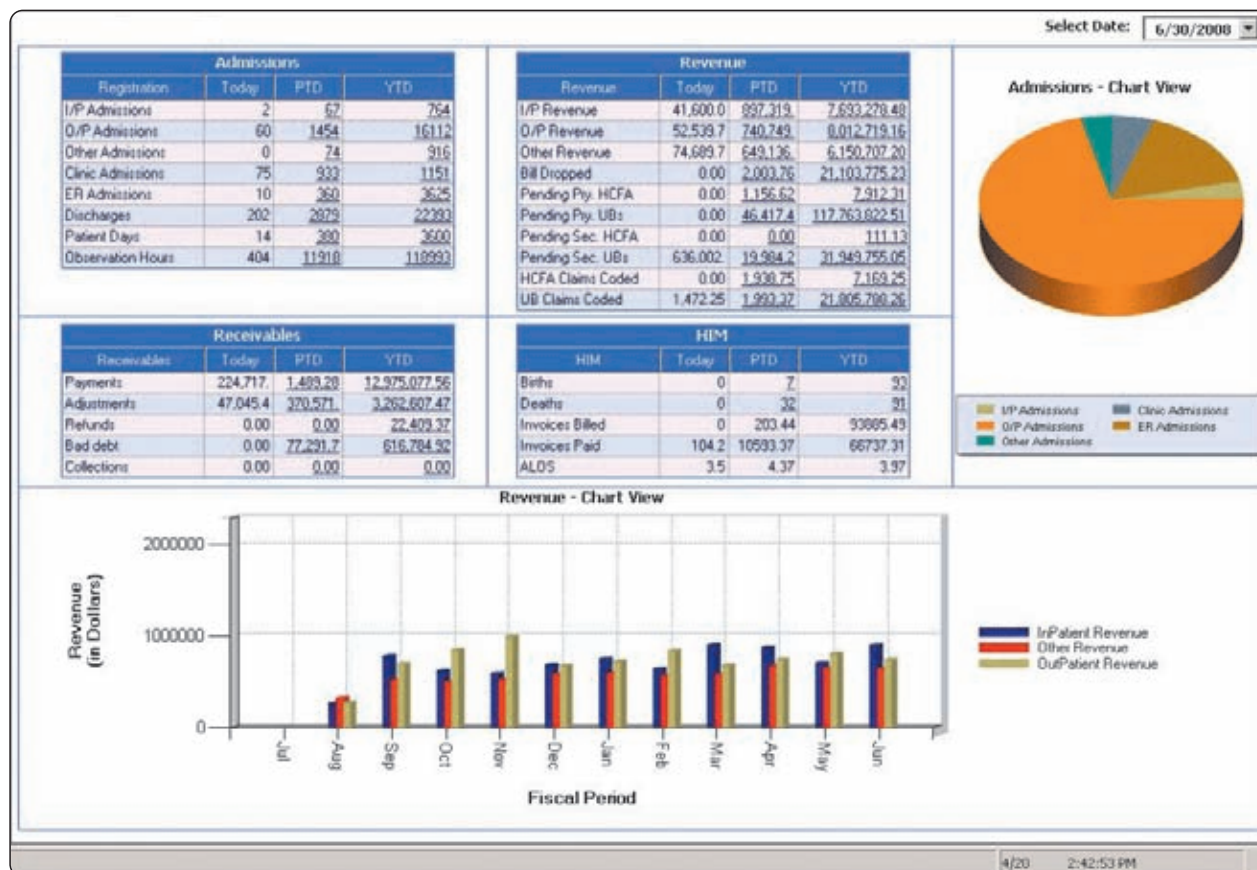 Select Date: 6/30/2008
Admissions
Registration Today PTD YTD
I/P Admissions 2 67 764
O/P Admissions 60 1454 16112
Other Admissions 0 74 916
Clinic Admissions 75 933 1151
ER Admissions 10 360 3625
Discharges 202 2879 22393
Patient Days 14 380 3600
Observation Hours 404 11918 118993
Revenue
Revenue Today PTD YTD
I/P Revenue 41,600.0 897,319. 7,693,278.48
O/P Revenue 52,539.7 740,749. 8,012,719.16
Other Revenue 74,689.7 649,136. 6,150,707.20
Bill Dropped 0.00 2,003,76 21,103,775.23
Pending Pry. HCFA 0.00 1,156.62 7,912.31
Pending Pry. UBs 0.00 46,417.4 117,763,822.51
Pending Sec. HCFA 0.00 0.00 111.13
Pending Sec. UBs 636,002. 19,984,2 31,949,755.05
HCFA Claims Coded 0.00 1,938.75 7,169.25
UB Claims Coded 1,472.25 1,993,37 21,805,788.26
Admissions - Chart View
I/P Admissions
O/P Admissions
Other Admissions
Clinic Admissions
ER Admissions
Receivables
Receivables Today PTD YTD
Payments 224,717. 1,489,28 12,975,077.56
Adjustments 47,045.4 370,571. 3,262,607.47
Refunds 0.00 0.00 22,409.37
Bad debt 0.00 77,291.7 616,784.92
Collections 0.00 0.00 0.00
HIM
HIM Today PTD YTD
Births 0 7 93
Deaths 0 32 91
Invoices Billed 0 203.44 93885.49
Invoices Paid 104.2 10593.37 66737.31
ALOS 3.5 4.37 3.97
Revenue - Chart View
Revenue
(in Dollars)
2000000
1000000
0
Jul Aug Sep Oct Nov Dec Jan Feb Mar Apr May Jun
Fiscal Period
InPatient Revenue
Other Revenue
OutPatient Revenue
4/20 2:42:53 PM